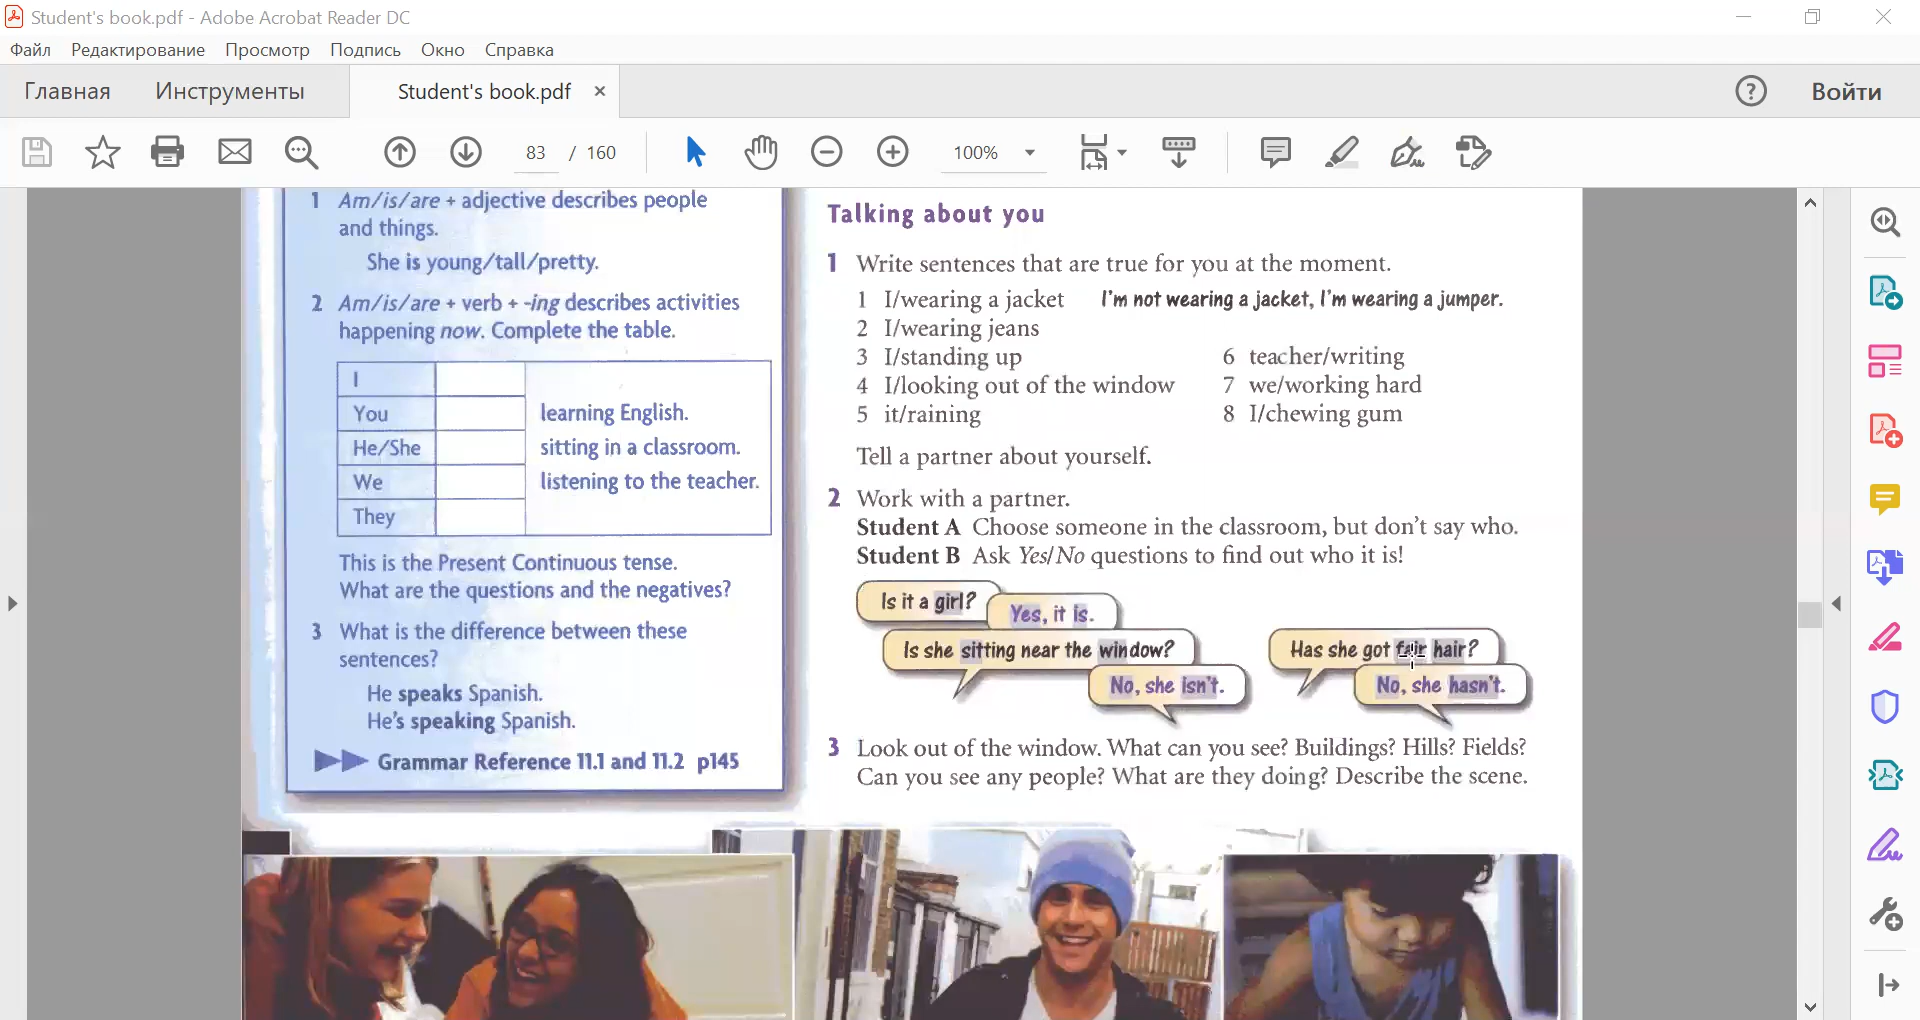 Student's book.pdf - Adobe Acrobat Reader DC
Файл Редактирование Просмотр Подпись Окно Справка
Главная Инструменты Student's book.pdf Войти
83 / 160 100%
1 Am/is/are + adjective describes people
and things.
She is young/tall/pretty.
2 Am/is/are + verb + -ing describes activities
happening now. Complete the table.
I
You learning English.
He/She sitting in a classroom.
We listening to the teacher.
They
This is the Present Continuous tense.
What are the questions and the negatives?
3 What is the difference between these
sentences?
He speaks Spanish.
He's speaking Spanish.
Grammar Reference 11.1 and 11.2 p145
Talking about you
1 Write sentences that are true for you at the moment.
1 I/wearing a jacket I'm not wearing a jacket, I'm wearing a jumper.
2 I/wearing jeans
3 I/standing up
4 I/looking out of the window
5 it/raining
6 teacher/writing
7 we/working hard
8 I/chewing gum
Tell a partner about yourself.
2 Work with a partner.
Student A Choose someone in the classroom, but don't say who.
Student B Ask Yes/No questions to find out who it is!
Is it a girl?
Yes, it is.
Is she sitting near the window?
No, she isn't.
Has she got fair hair?
No, she hasn't.
3 Look out of the window. What can you see? Buildings? Hills? Fields?
Can you see any people? What are they doing? Describe the scene.